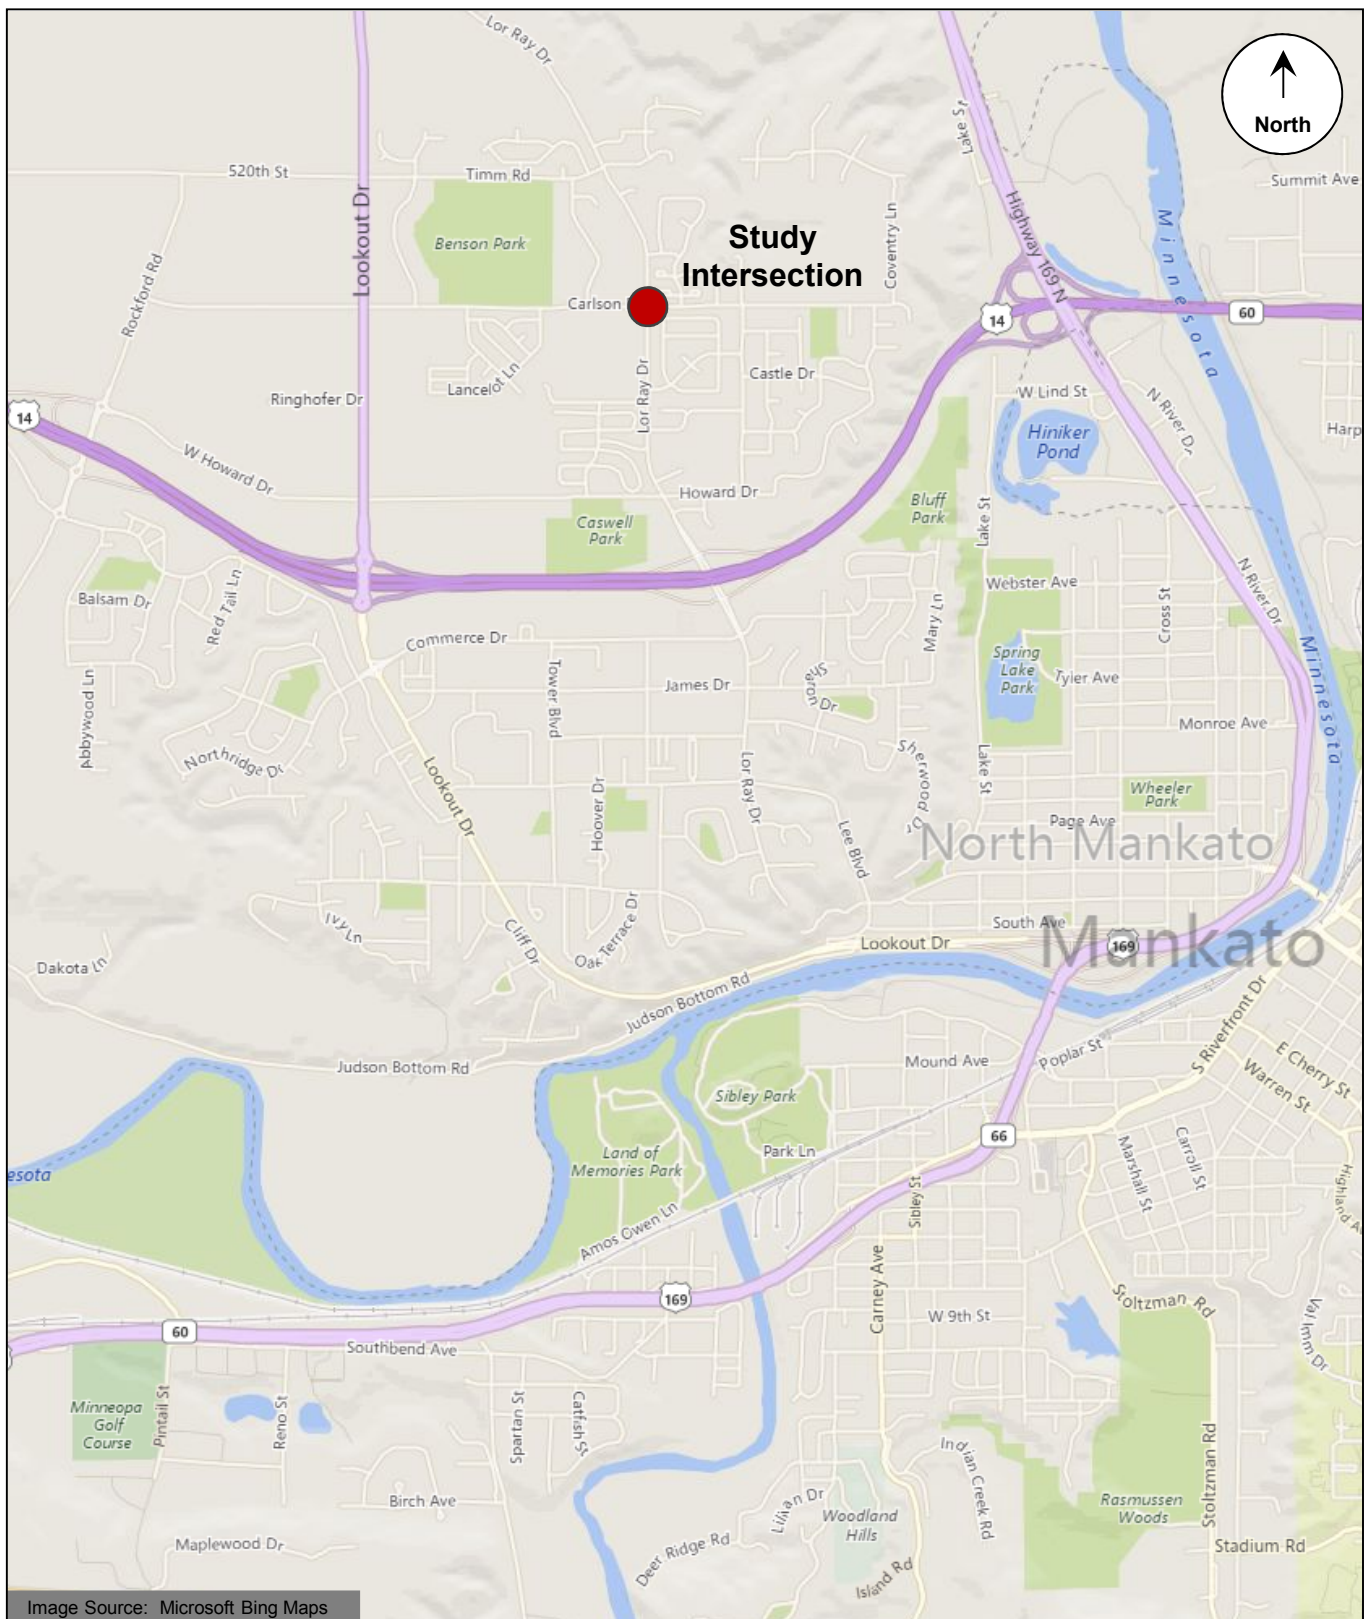 Lor Ray Dr
North
Lake St
520th St
Timm Rd
Summit Ave
Lookout Dr
Highway 169 N
Minnesota
Benson Park
Study
Intersection
Coventry Ln
Rockford Rd
Carlson
14
60
Lancelot Ln
Lor Ray Dr
Castle Dr
Ringhofer Dr
W Lind St
N River Dr
14
Hiniker
Pond
Harp
W Howard Dr
Howard Dr
Bluff
Park
Caswell
Park
Lake St
N River Dr
Webster Ave
Balsam Dr
Red Tail Ln
Mary Ln
Cross St
Commerce Dr
Spring
Lake
Park
Minnesota
Tower Blvd
James Dr
Sharon Dr
Tyler Ave
Abbywood Ln
Monroe Ave
Northridge Dr
Sherwood Dr
Lake St
Lookout Dr
Hoover Dr
Lor Ray Dr
Wheeler
Park
Lee Blvd
Page Ave
North Mankato
Ivy Ln
Cliff Dr
Oak Terrace Dr
South Ave
Lookout Dr
169
Mankato
Dakota Ln
Judson Bottom Rd
S Riverfront Dr
Judson Bottom Rd
Mound Ave
Poplar St
E Cherry St
Warren St
Sibley Park
66
Land of
Memories Park
Park Ln
Marshall St
Carroll St
esota
Sibley St
Highland A
Amos Owen Ln
169
Carney Ave
Stoltzman Rd
W 9th St
Val Imm Dr
60
Southbend Ave
Minneopa
Golf
Course
Pintail St
Reno St
Spartan St
Catfish St
Indian Creek Rd
Stoltzman Rd
Birch Ave
Lillian Dr
Woodland
Hills
Rasmussen
Woods
Maplewood Dr
Deer Ridge Rd
Island Rd
Stadium Rd
Image Source: Microsoft Bing Maps